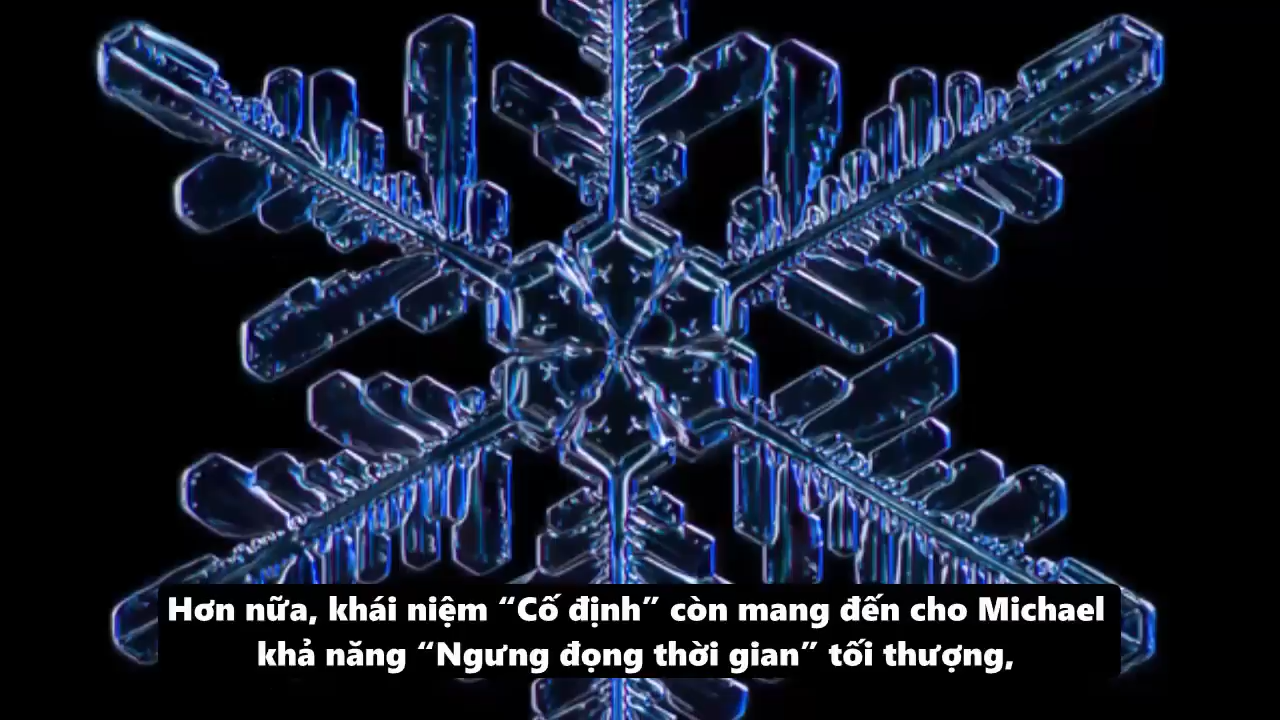 Hơn nữa, khái niệm “Cố định” còn mang đến cho Michael
khả năng “Ngưng đọng thời gian” tối thượng,